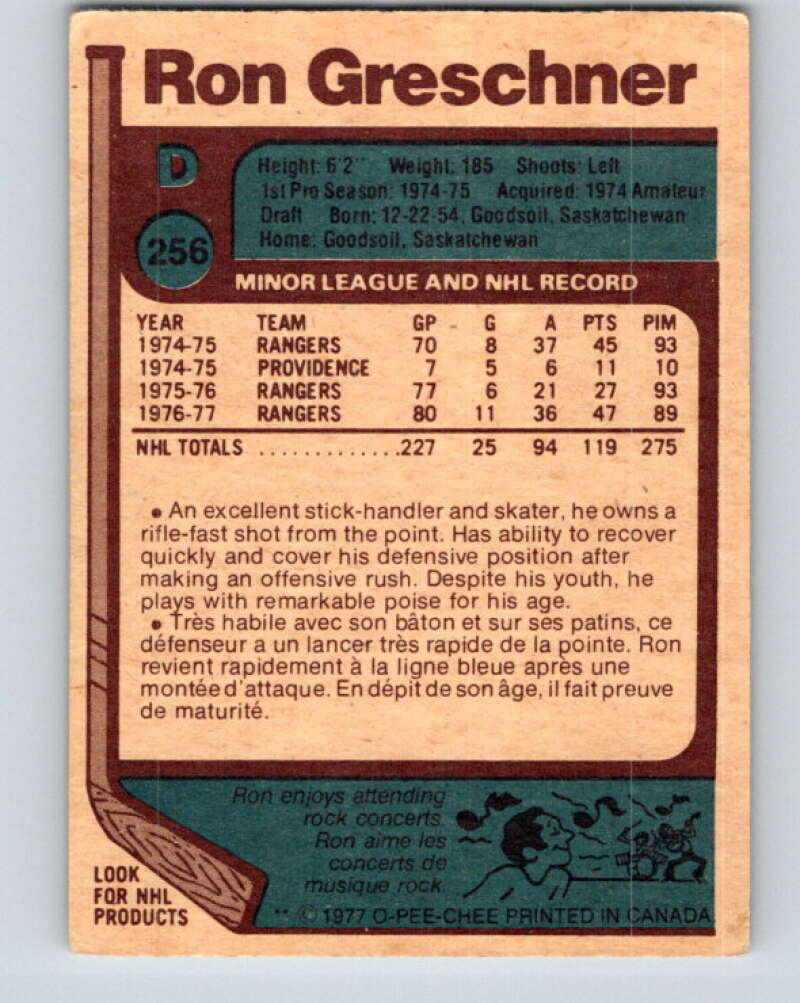 Ron Greschner
D
Height: 6'2" Weight: 185 Shoots: Left
1st Pro Season: 1974-75 Acquired: 1974 Amateur
Draft Born: 12-22-54, Goodsoil, Saskatchewan
Home: Goodsoil, Saskatchewan
256
MINOR LEAGUE AND NHL RECORD
YEAR TEAM GP G A PTS PIM
1974-75 RANGERS 70 8 37 45 93
1974-75 PROVIDENCE 7 5 6 11 10
1975-76 RANGERS 77 6 21 27 93
1976-77 RANGERS 80 11 36 47 89
NHL TOTALS .............227 25 94 119 275
• An excellent stick-handler and skater, he owns a
rifle-fast shot from the point. Has ability to recover
quickly and cover his defensive position after
making an offensive rush. Despite his youth, he
plays with remarkable poise for his age.
• Très habile avec son bâton et sur ses patins, ce
défenseur a un lancer très rapide de la pointe. Ron
revient rapidement à la ligne bleue après une
montée d'attaque. En dépit de son âge, il fait preuve
de maturité.
Ron enjoys attending
rock concerts.
Ron aime les
concerts de
musique rock.
LOOK
FOR NHL
PRODUCTS
** © 1977 O-PEE-CHEE PRINTED IN CANADA